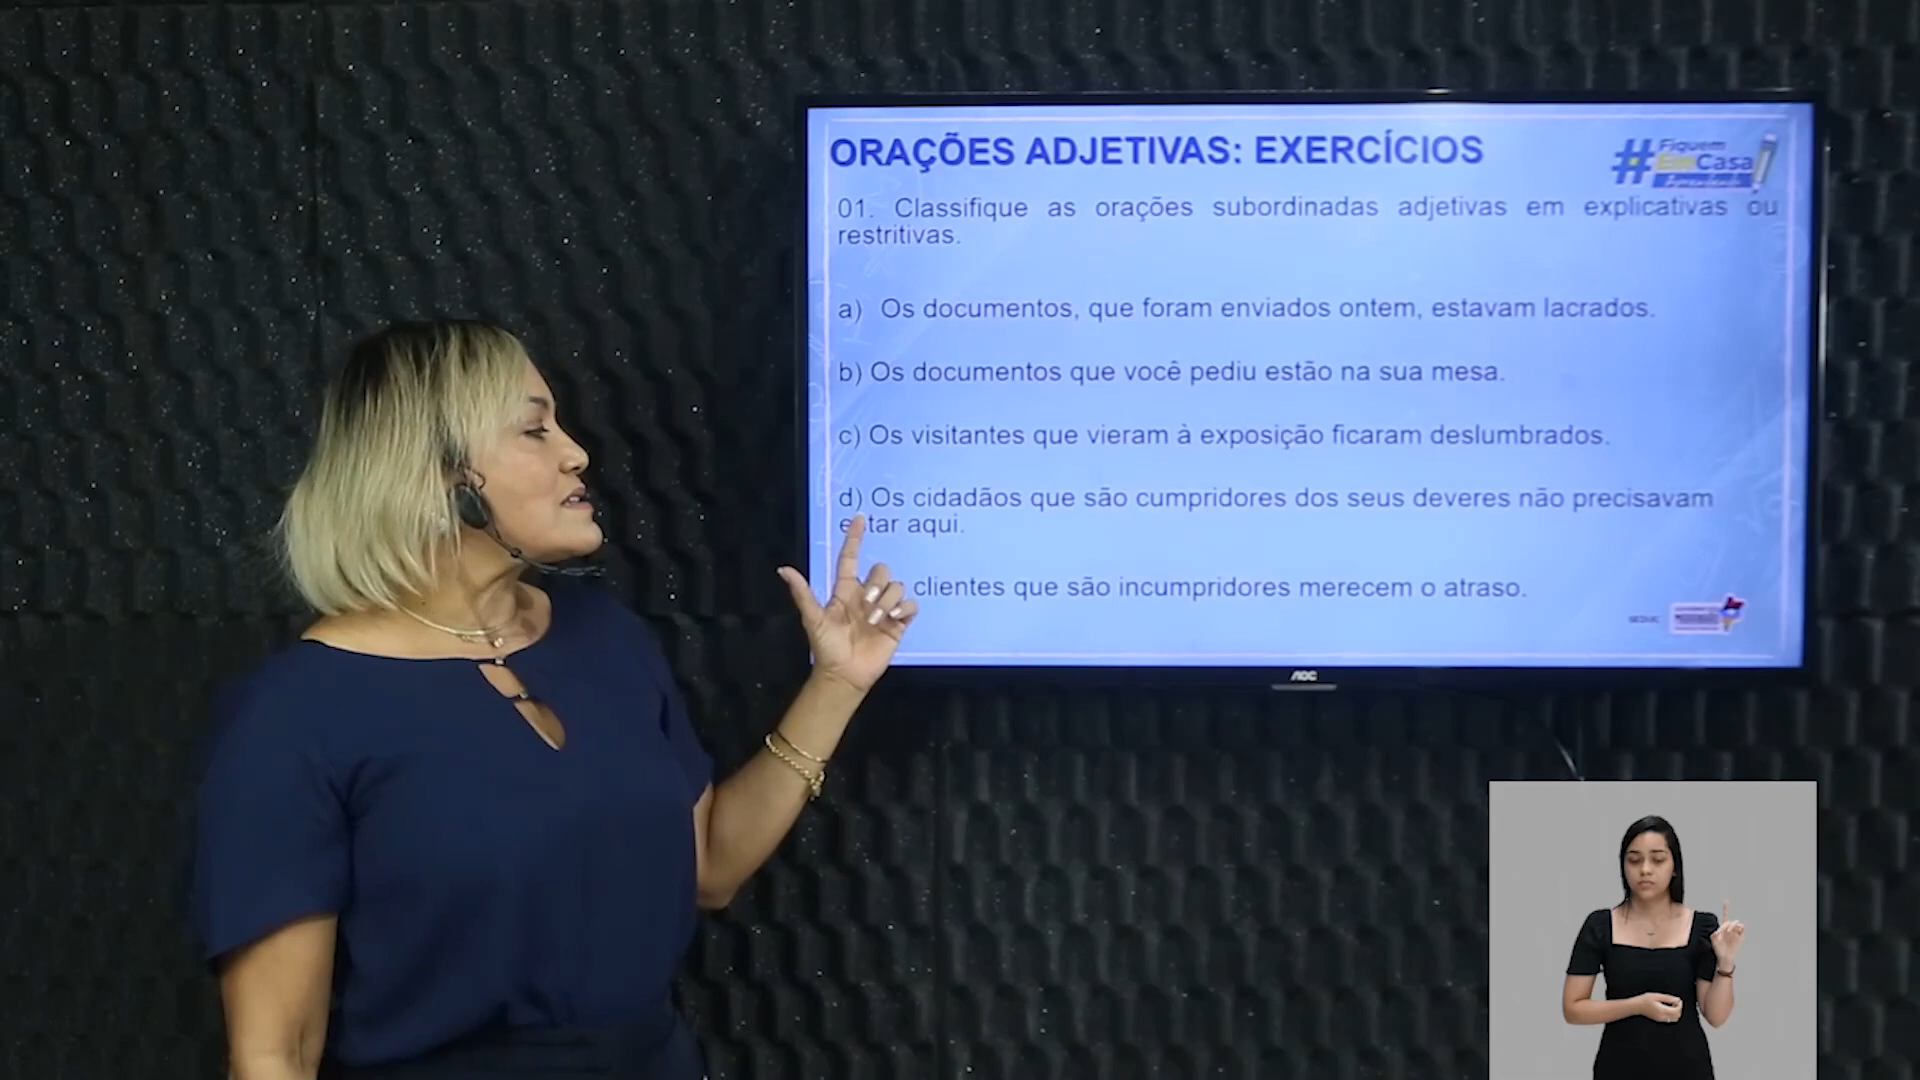 ORAÇÕES ADJETIVAS: EXERCÍCIOS
#Fiquem
EmCasa
01. Classifique as orações subordinadas adjetivas em explicativas ou
restritivas.
a) Os documentos, que foram enviados ontem, estavam lacrados.
b) Os documentos que você pediu estão na sua mesa.
c) Os visitantes que vieram à exposição ficaram deslumbrados.
d) Os cidadãos que são cumpridores dos seus deveres não precisavam
estar aqui.
clientes que são incumpridores merecem o atraso.
SEDUC
AOC